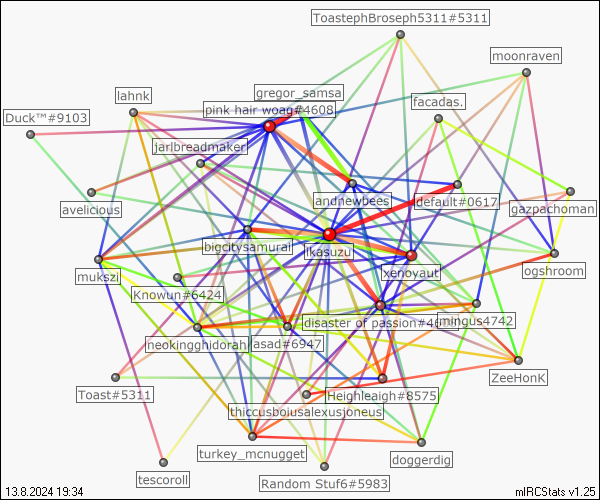 ToastephBroseph5311#5311
moonraven
gregor_samsa
lahnk
pink hair woag#4608
facadas.
Duck™#9103
jarlbreadmaker
andnewbees
default#0617
avelicious
gazpachoman
bigcitysamurai
ikasuzu
xenoyaut
ogshroom
mukszi
Knowun#6424
disaster of passion#4
mingus4742
neokingghidorah
asad#6947
ZeeHonK
Toast#5311
Heighleagh#8575
thiccusboiusalexusjoneus
turkey_mcnugget
doggerdig
tescoroll
Random Stuf6#5983
13.8.2024 19:34
mIRCStats v1.25